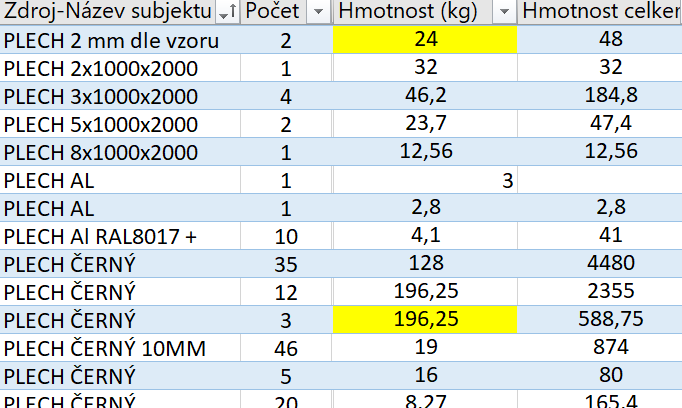 Zdroj-Název subjektu Počet Hmotnost (kg) Hmotnost celkem
PLECH 2 mm dle vzoru 2 24 48
PLECH 2x1000x2000 1 32 32
PLECH 3x1000x2000 4 46,2 184,8
PLECH 5x1000x2000 2 23,7 47,4
PLECH 8x1000x2000 1 12,56 12,56
PLECH AL 1 3
PLECH AL 1 2,8 2,8
PLECH Al RAL8017 + 10 4,1 41
PLECH ČERNÝ 35 128 4480
PLECH ČERNÝ 12 196,25 2355
PLECH ČERNÝ 3 196,25 588,75
PLECH ČERNÝ 10MM 46 19 874
PLECH ČERNÝ 5 16 80
PLECH ČERNÝ 20 8,27 165,4